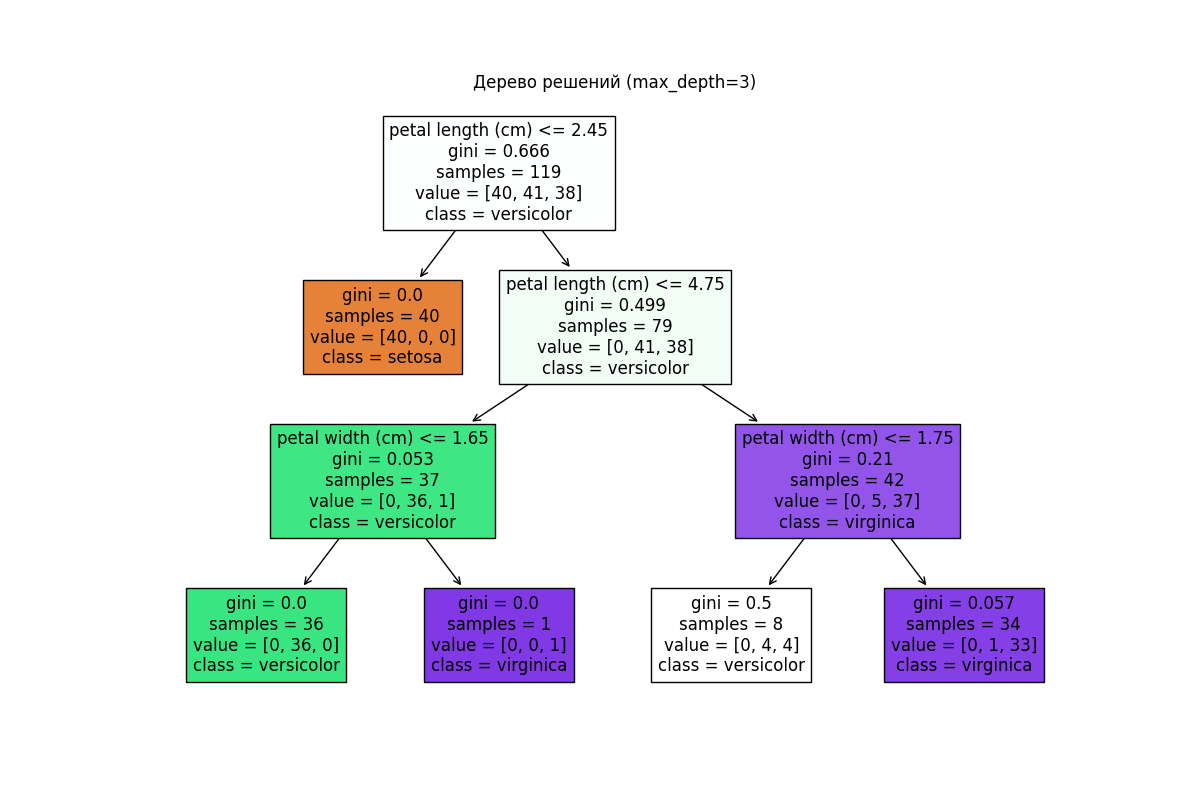 Дерево решений (max_depth=3)
petal length (cm) <= 2.45
gini = 0.666
samples = 119
value = [40, 41, 38]
class = versicolor
gini = 0.0
samples = 40
value = [40, 0, 0]
class = setosa
petal length (cm) <= 4.75
gini = 0.499
samples = 79
value = [0, 41, 38]
class = versicolor
petal width (cm) <= 1.65
gini = 0.053
samples = 37
value = [0, 36, 1]
class = versicolor
petal width (cm) <= 1.75
gini = 0.21
samples = 42
value = [0, 5, 37]
class = virginica
gini = 0.0
samples = 36
value = [0, 36, 0]
class = versicolor
gini = 0.0
samples = 1
value = [0, 0, 1]
class = virginica
gini = 0.5
samples = 8
value = [0, 4, 4]
class = versicolor
gini = 0.057
samples = 34
value = [0, 1, 33]
class = virginica